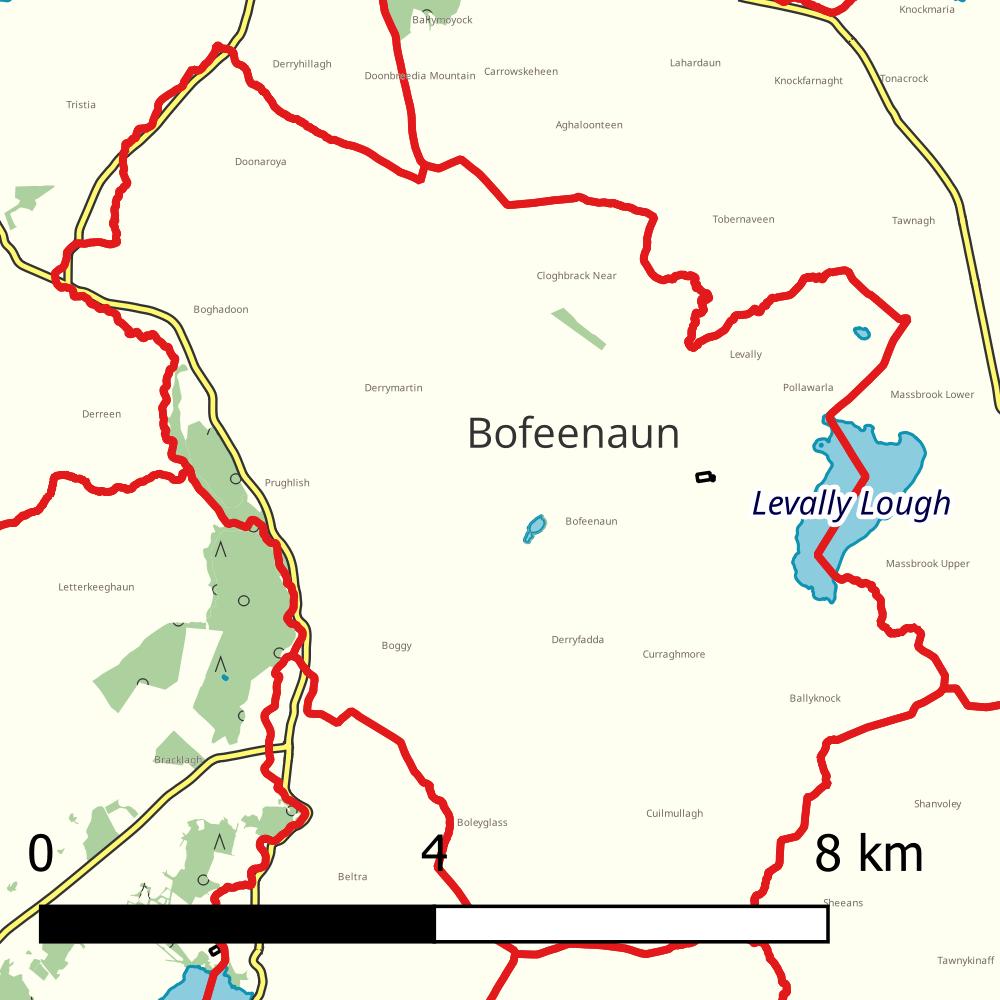 Knockmaria
Ballymoyock
Derryhillagh
Lahardaun
Carrowskeheen
Doonbreedia Mountain
Tonacrock
Knockfarnaght
Tristia
Aghaloonteen
Doonaroya
Tobernaveen
Tawnagh
Cloghbrack Near
Boghadoon
Levally
Derrymartin
Pollawarla
Massbrook Lower
Derreen
Bofeenaun
Prughlish
Levally Lough
Bofeenaun
Massbrook Upper
Letterkeeghaun
Derryfadda
Boggy
Curraghmore
Ballyknock
Bracklagh
Shanvoley
Cuilmullagh
Boleyglass
0 4 8 km
Beltra
Sheeans
Tawnykinaff